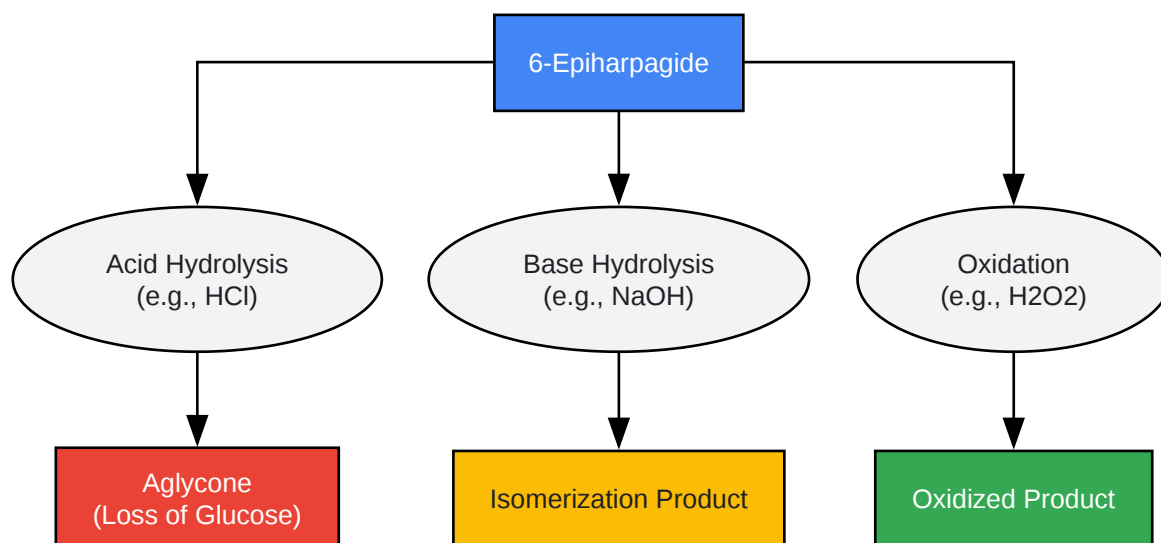 6-Epiharpagide
Acid Hydrolysis
(e.g., HCl)
Base Hydrolysis
(e.g., NaOH)
Oxidation
(e.g., H2O2)
Aglycone
(Loss of Glucose)
Isomerization Product
Oxidized Product